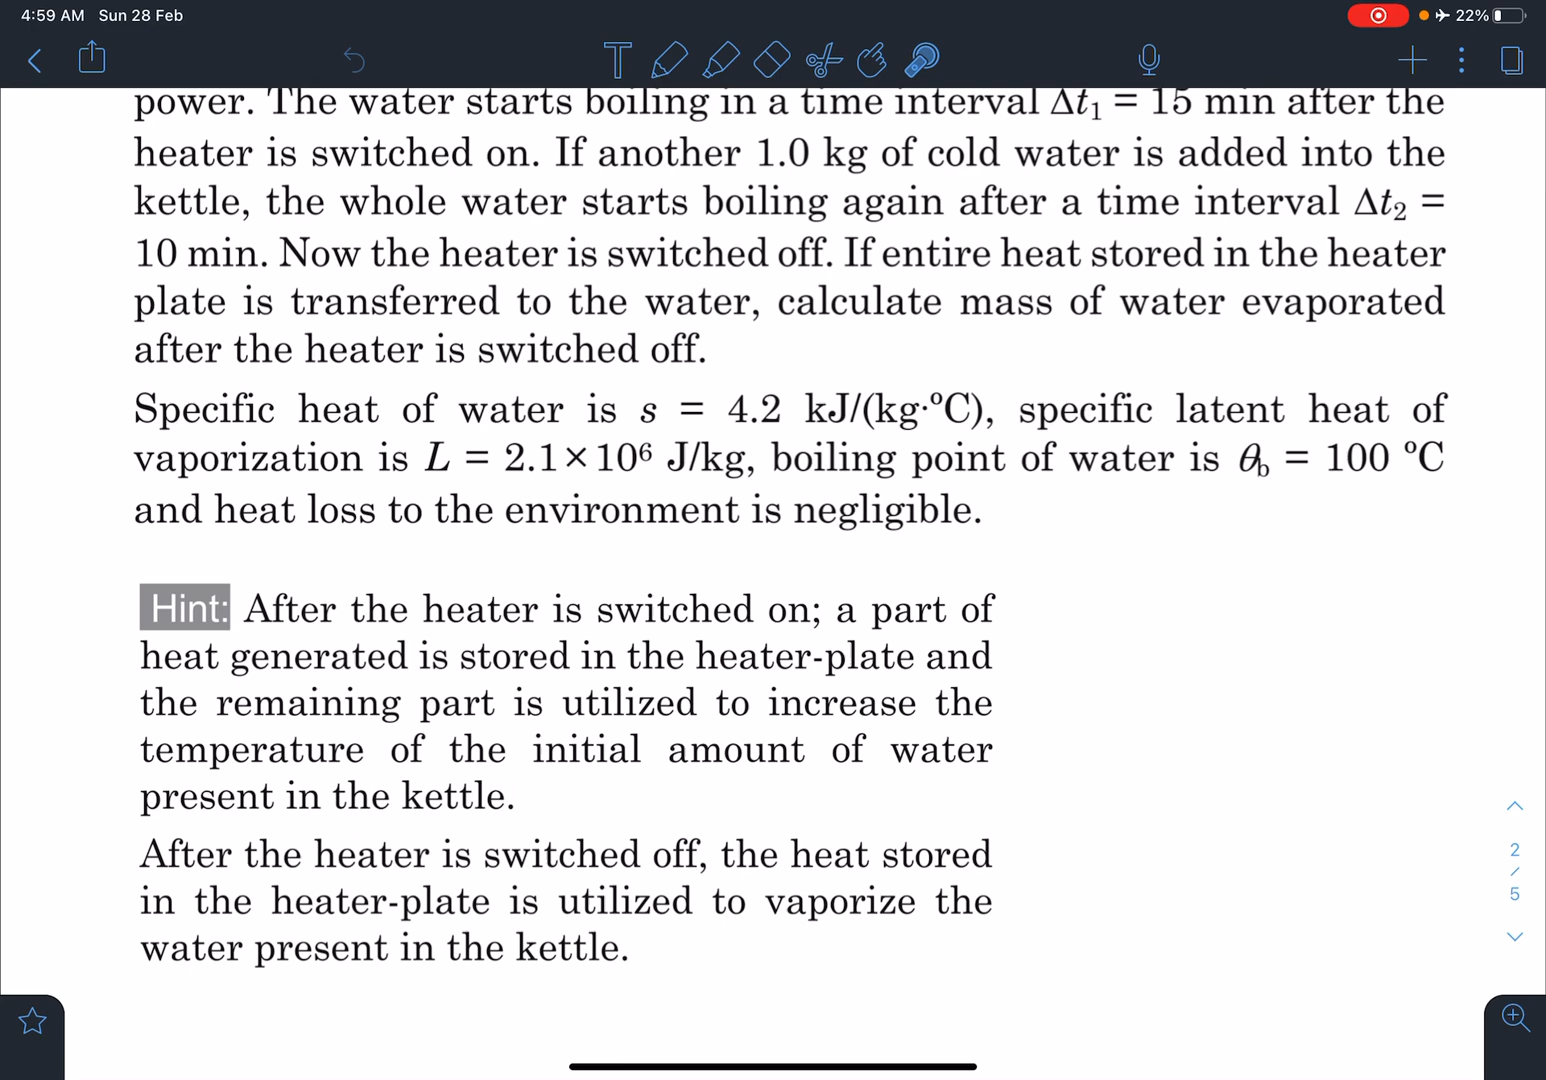 4:59 AM Sun 28 Feb
22%
power. The water starts boiling in a time interval Δt₁ = 15 min after the
heater is switched on. If another 1.0 kg of cold water is added into the
kettle, the whole water starts boiling again after a time interval Δt₂ =
10 min. Now the heater is switched off. If entire heat stored in the heater
plate is transferred to the water, calculate mass of water evaporated
after the heater is switched off.
Specific heat of water is s = 4.2 kJ/(kg·ºC), specific latent heat of
vaporization is L = 2.1×10⁶ J/kg, boiling point of water is θ_b = 100 ºC
and heat loss to the environment is negligible.
Hint: After the heater is switched on; a part of
heat generated is stored in the heater-plate and
the remaining part is utilized to increase the
temperature of the initial amount of water
present in the kettle.
After the heater is switched off, the heat stored
in the heater-plate is utilized to vaporize the
water present in the kettle.
2
/
5